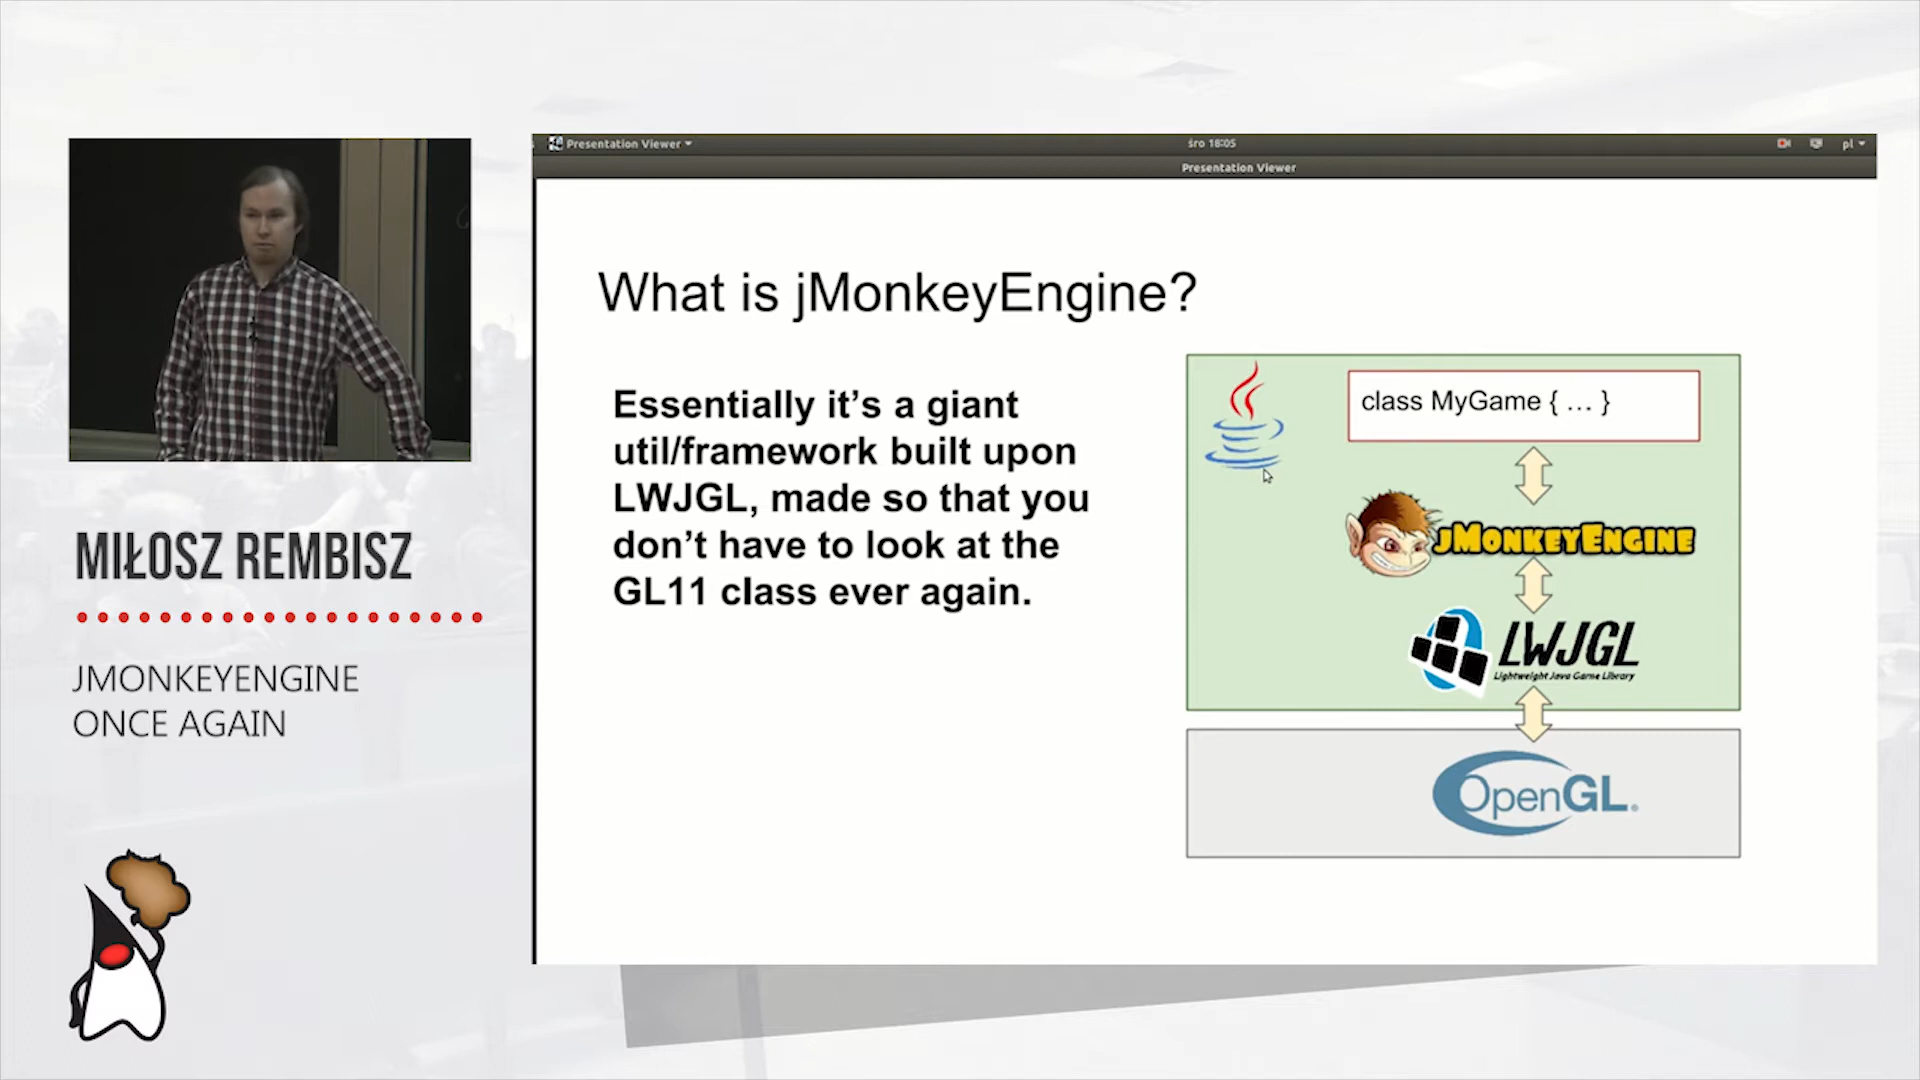 Presentation Viewer
śro 18:05
pl
Presentation Viewer
What is jMonkeyEngine?
Essentially it’s a giant
util/framework built upon
LWJGL, made so that you
don’t have to look at the
GL11 class ever again.
class MyGame { … }
jMonkeyEngine
LWJGL
Lightweight Java Game Library
OpenGL®
MIŁOSZ REMBISZ
JMONKEYENGINE
ONCE AGAIN